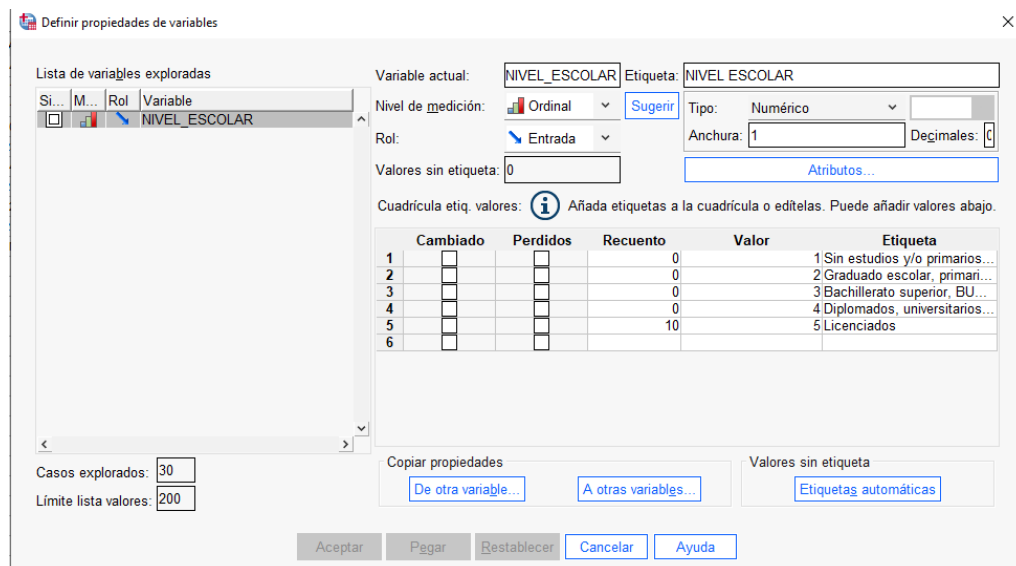 Definir propiedades de variables
Lista de variables exploradas
Si... M... Rol Variable
NIVEL_ESCOLAR
Casos explorados: 30
Límite lista valores: 200
Variable actual: NIVEL_ESCOLAR Etiqueta: NIVEL ESCOLAR
Nivel de medición: Ordinal Sugerir Tipo: Numérico
Rol: Entrada Anchura: 1 Decimales: 0
Valores sin etiqueta: 0 Atributos...
Cuadrícula etiq. valores: Añada etiquetas a la cuadrícula o edítelas. Puede añadir valores abajo.
Cambiado Perdidos Recuento Valor Etiqueta
1 0 1 Sin estudios y/o primarios...
2 0 2 Graduado escolar, primari...
3 0 3 Bachillerato superior, BU...
4 0 4 Diplomados, universitarios...
5 10 5 Licenciados
6
Copiar propiedades Valores sin etiqueta
De otra variable... A otras variables... Etiquetas automáticas
Aceptar Pegar Restablecer Cancelar Ayuda